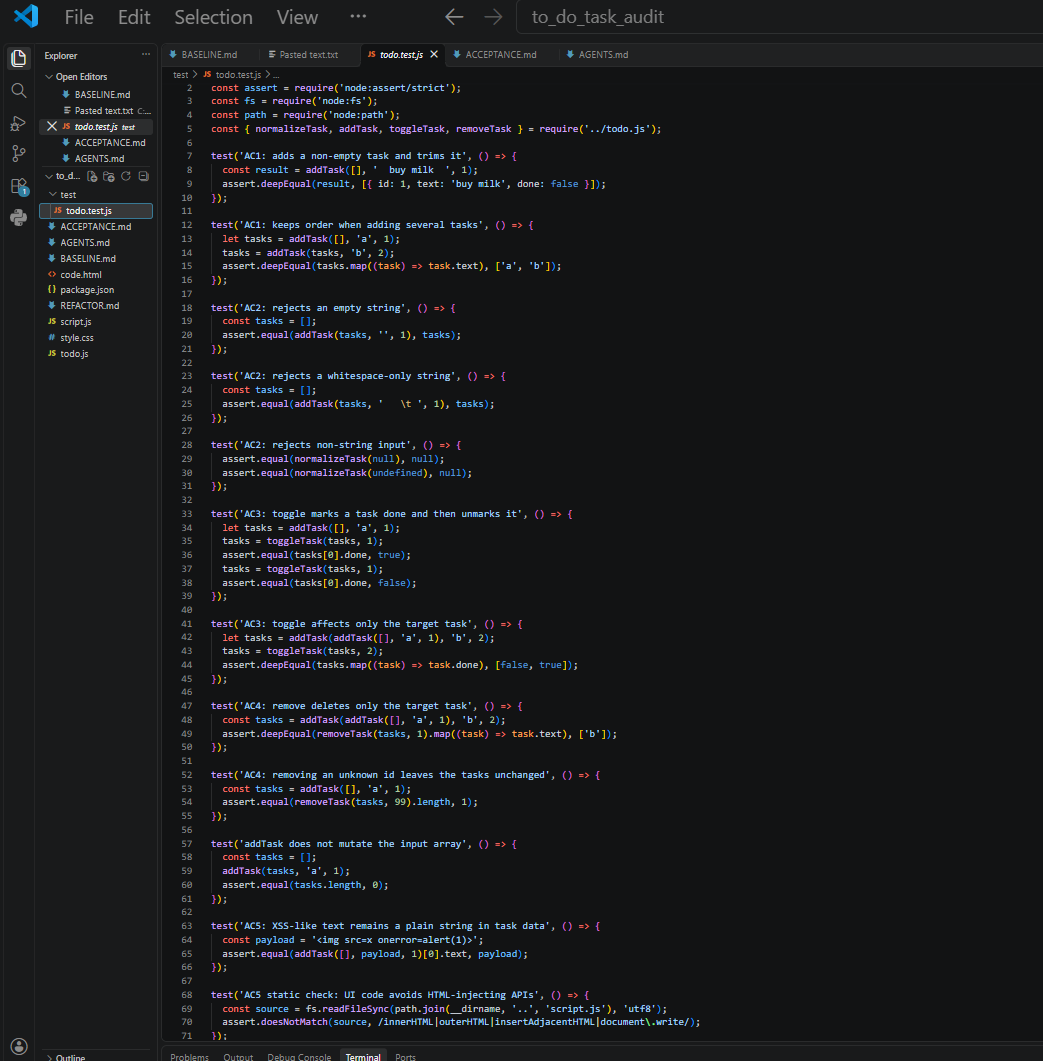 File Edit Selection View ··· to_do_task_audit
Explorer ···
Open Editors
BASELINE.md
Pasted text.txt C:...
todo.test.js test
ACCEPTANCE.md
AGENTS.md
to_d...
test
todo.test.js
ACCEPTANCE.md
AGENTS.md
BASELINE.md
code.html
package.json
REFACTOR.md
script.js
style.css
todo.js
Outline
BASELINE.md Pasted text.txt JS todo.test.js ACCEPTANCE.md AGENTS.md
test > JS todo.test.js > ...
2 const assert = require('node:assert/strict');
3 const fs = require('node:fs');
4 const path = require('node:path');
5 const { normalizeTask, addTask, toggleTask, removeTask } = require('../todo.js');
6
7 test('AC1: adds a non-empty task and trims it', () => {
8 const result = addTask([], '  buy milk  ', 1);
9 assert.deepEqual(result, [{ id: 1, text: 'buy milk', done: false }]);
10 });
11
12 test('AC1: keeps order when adding several tasks', () => {
13 let tasks = addTask([], 'a', 1);
14 tasks = addTask(tasks, 'b', 2);
15 assert.deepEqual(tasks.map((task) => task.text), ['a', 'b']);
16 });
17
18 test('AC2: rejects an empty string', () => {
19 const tasks = [];
20 assert.equal(addTask(tasks, '', 1), tasks);
21 });
22
23 test('AC2: rejects a whitespace-only string', () => {
24 const tasks = [];
25 assert.equal(addTask(tasks, '   \t ', 1), tasks);
26 });
27
28 test('AC2: rejects non-string input', () => {
29 assert.equal(normalizeTask(null), null);
30 assert.equal(normalizeTask(undefined), null);
31 });
32
33 test('AC3: toggle marks a task done and then unmarks it', () => {
34 let tasks = addTask([], 'a', 1);
35 tasks = toggleTask(tasks, 1);
36 assert.equal(tasks[0].done, true);
37 tasks = toggleTask(tasks, 1);
38 assert.equal(tasks[0].done, false);
39 });
40
41 test('AC3: toggle affects only the target task', () => {
42 let tasks = addTask(addTask([], 'a', 1), 'b', 2);
43 tasks = toggleTask(tasks, 2);
44 assert.deepEqual(tasks.map((task) => task.done), [false, true]);
45 });
46
47 test('AC4: remove deletes only the target task', () => {
48 const tasks = addTask(addTask([], 'a', 1), 'b', 2);
49 assert.deepEqual(removeTask(tasks, 1).map((task) => task.text), ['b']);
50 });
51
52 test('AC4: removing an unknown id leaves the tasks unchanged', () => {
53 const tasks = addTask([], 'a', 1);
54 assert.equal(removeTask(tasks, 99).length, 1);
55 });
56
57 test('addTask does not mutate the input array', () => {
58 const tasks = [];
59 addTask(tasks, 'a', 1);
60 assert.equal(tasks.length, 0);
61 });
62
63 test('AC5: XSS-like text remains a plain string in task data', () => {
64 const payload = '<img src=x onerror=alert(1)>';
65 assert.equal(addTask([], payload, 1)[0].text, payload);
66 });
67
68 test('AC5 static check: UI code avoids HTML-injecting APIs', () => {
69 const source = fs.readFileSync(path.join(__dirname, '..', 'script.js'), 'utf8');
70 assert.doesNotMatch(source, /innerHTML|outerHTML|insertAdjacentHTML|document\.write/);
71 });
Problems Output Debug Console Terminal Ports